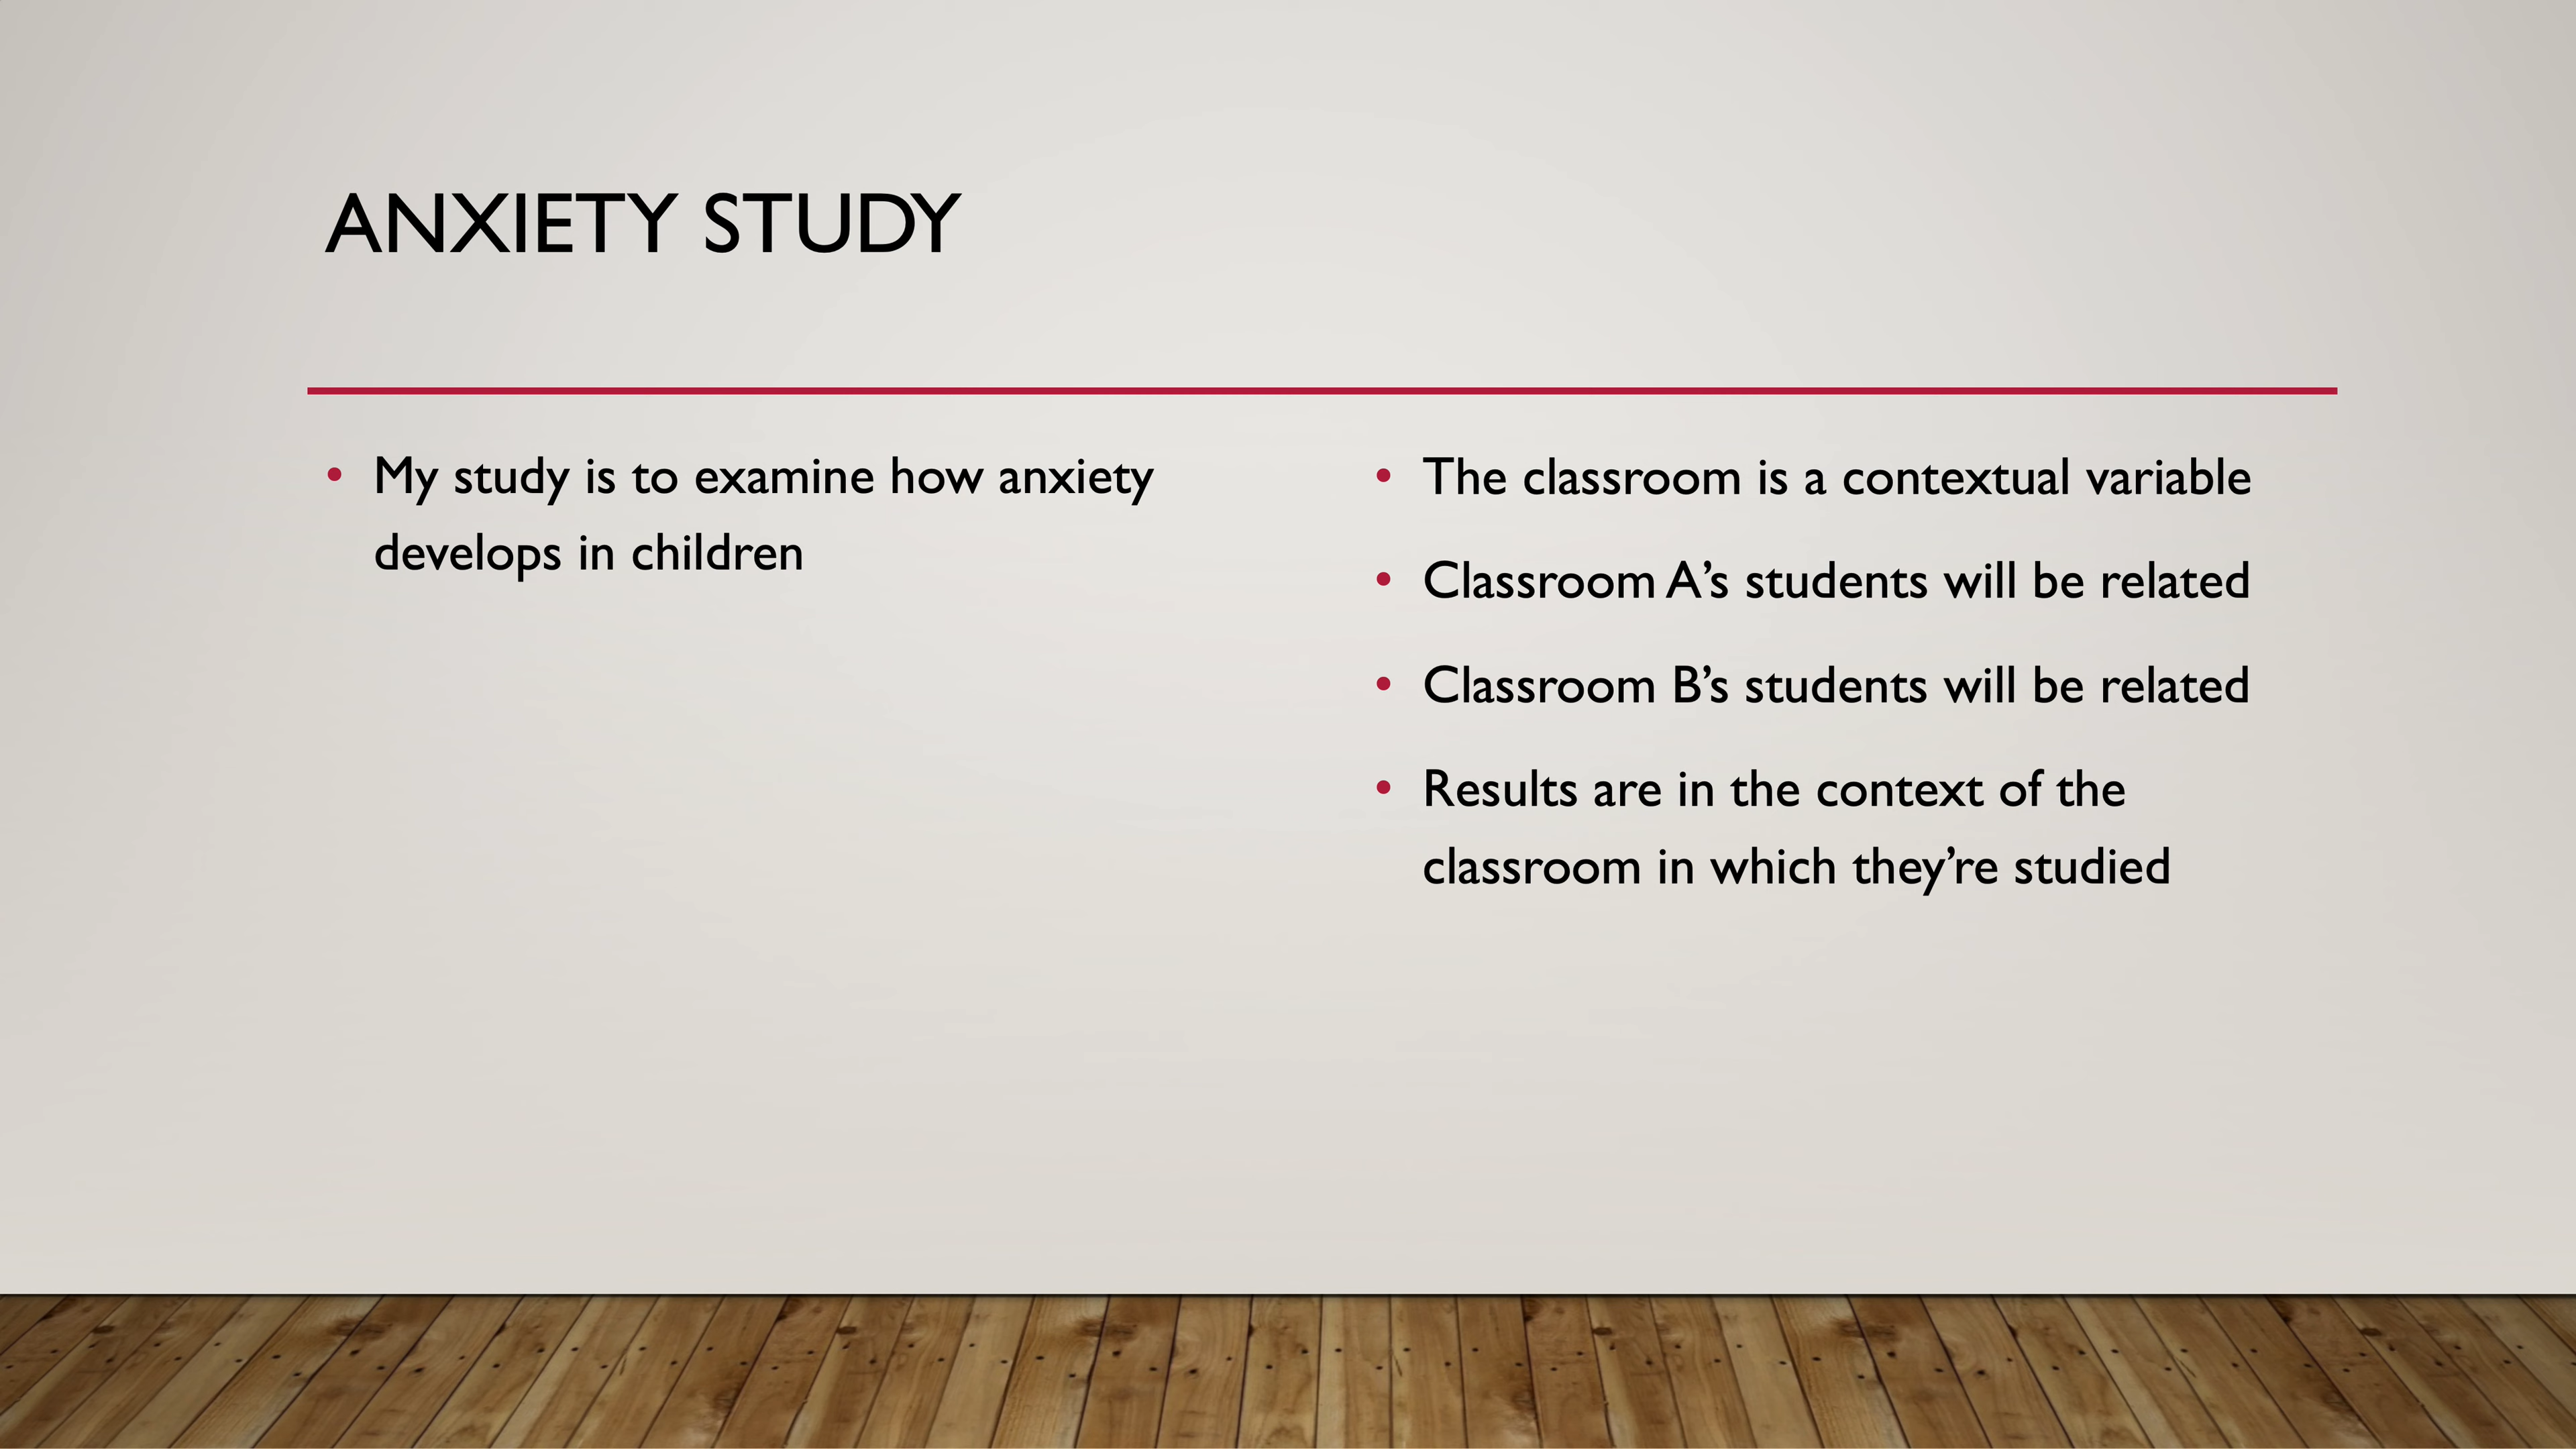 ANXIETY STUDY
• My study is to examine how anxiety
develops in children
• The classroom is a contextual variable
• Classroom A’s students will be related
• Classroom B’s students will be related
• Results are in the context of the
classroom in which they’re studied